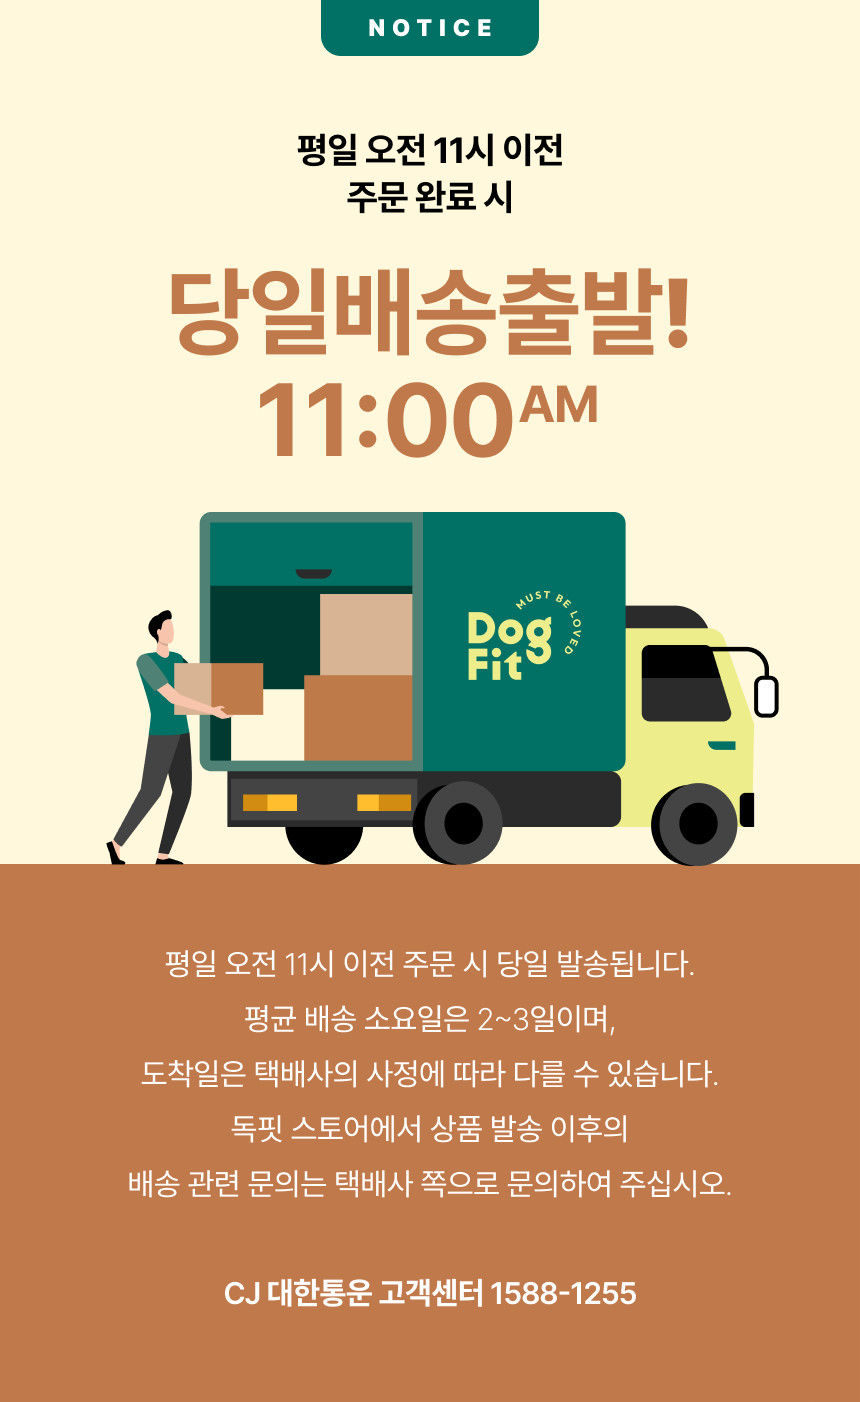 NOTICE
평일 오전 11시 이전
주문 완료 시
당일배송출발!
11:00AM
MUST BE LOVED
Dog
Fit
평일 오전 11시 이전 주문 시 당일 발송됩니다.
평균 배송 소요일은 2~3일이며,
도착일은 택배사의 사정에 따라 다를 수 있습니다.
독핏 스토어에서 상품 발송 이후의
배송 관련 문의는 택배사 쪽으로 문의하여 주십시오.
CJ 대한통운 고객센터 1588-1255